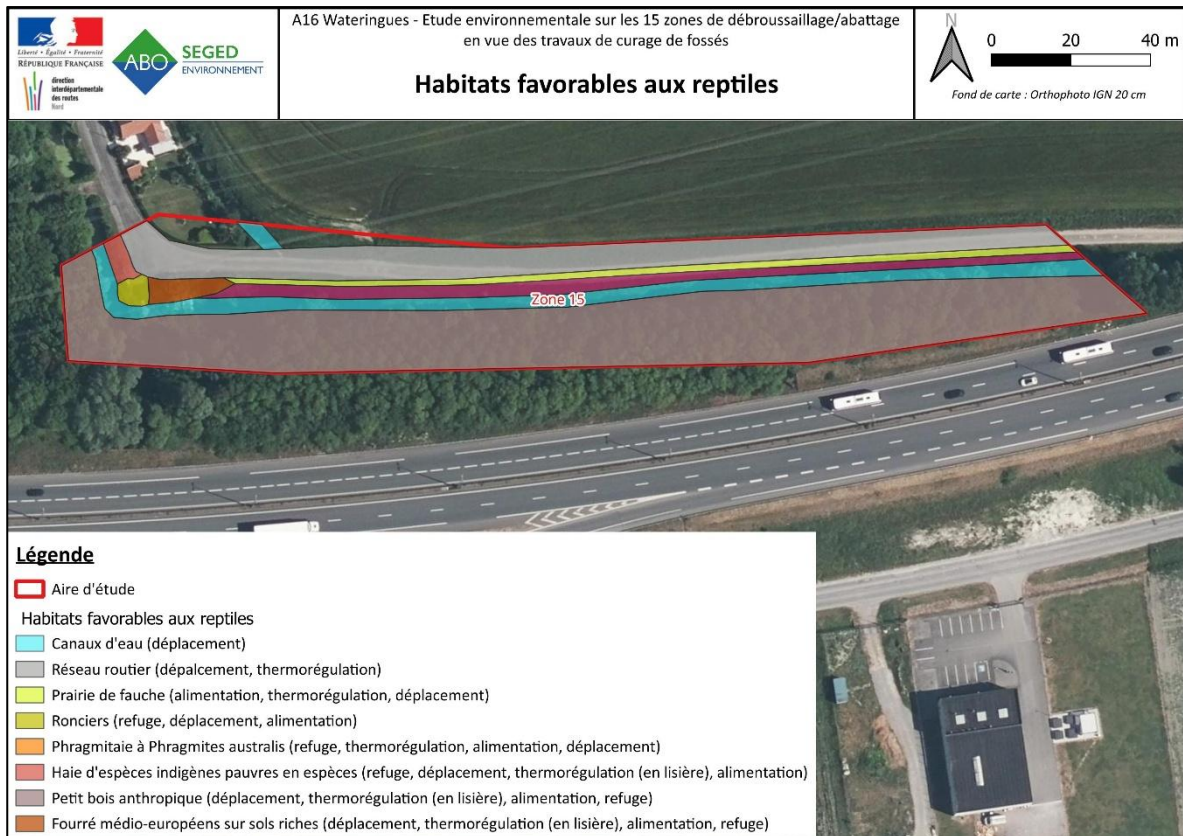 Liberté • Égalité • Fraternité
RÉPUBLIQUE FRANÇAISE
direction
interdépartementale
des routes
Nord
ABO
SEGED
ENVIRONNEMENT
A16 Wateringues - Etude environnementale sur les 15 zones de débroussaillage/abattage
en vue des travaux de curage de fossés
Habitats favorables aux reptiles
N
0 20 40 m
Fond de carte : Orthophoto IGN 20 cm
Zone 15
Légende
Aire d'étude
Habitats favorables aux reptiles
Canaux d'eau (déplacement)
Réseau routier (dépalcement, thermorégulation)
Prairie de fauche (alimentation, thermorégulation, déplacement)
Ronciers (refuge, déplacement, alimentation)
Phragmitaie à Phragmites australis (refuge, thermorégulation, alimentation, déplacement)
Haie d'espèces indigènes pauvres en espèces (refuge, déplacement, thermorégulation (en lisière), alimentation)
Petit bois anthropique (déplacement, thermorégulation (en lisière), alimentation, refuge)
Fourré médio-européens sur sols riches (déplacement, thermorégulation (en lisière), alimentation, refuge)